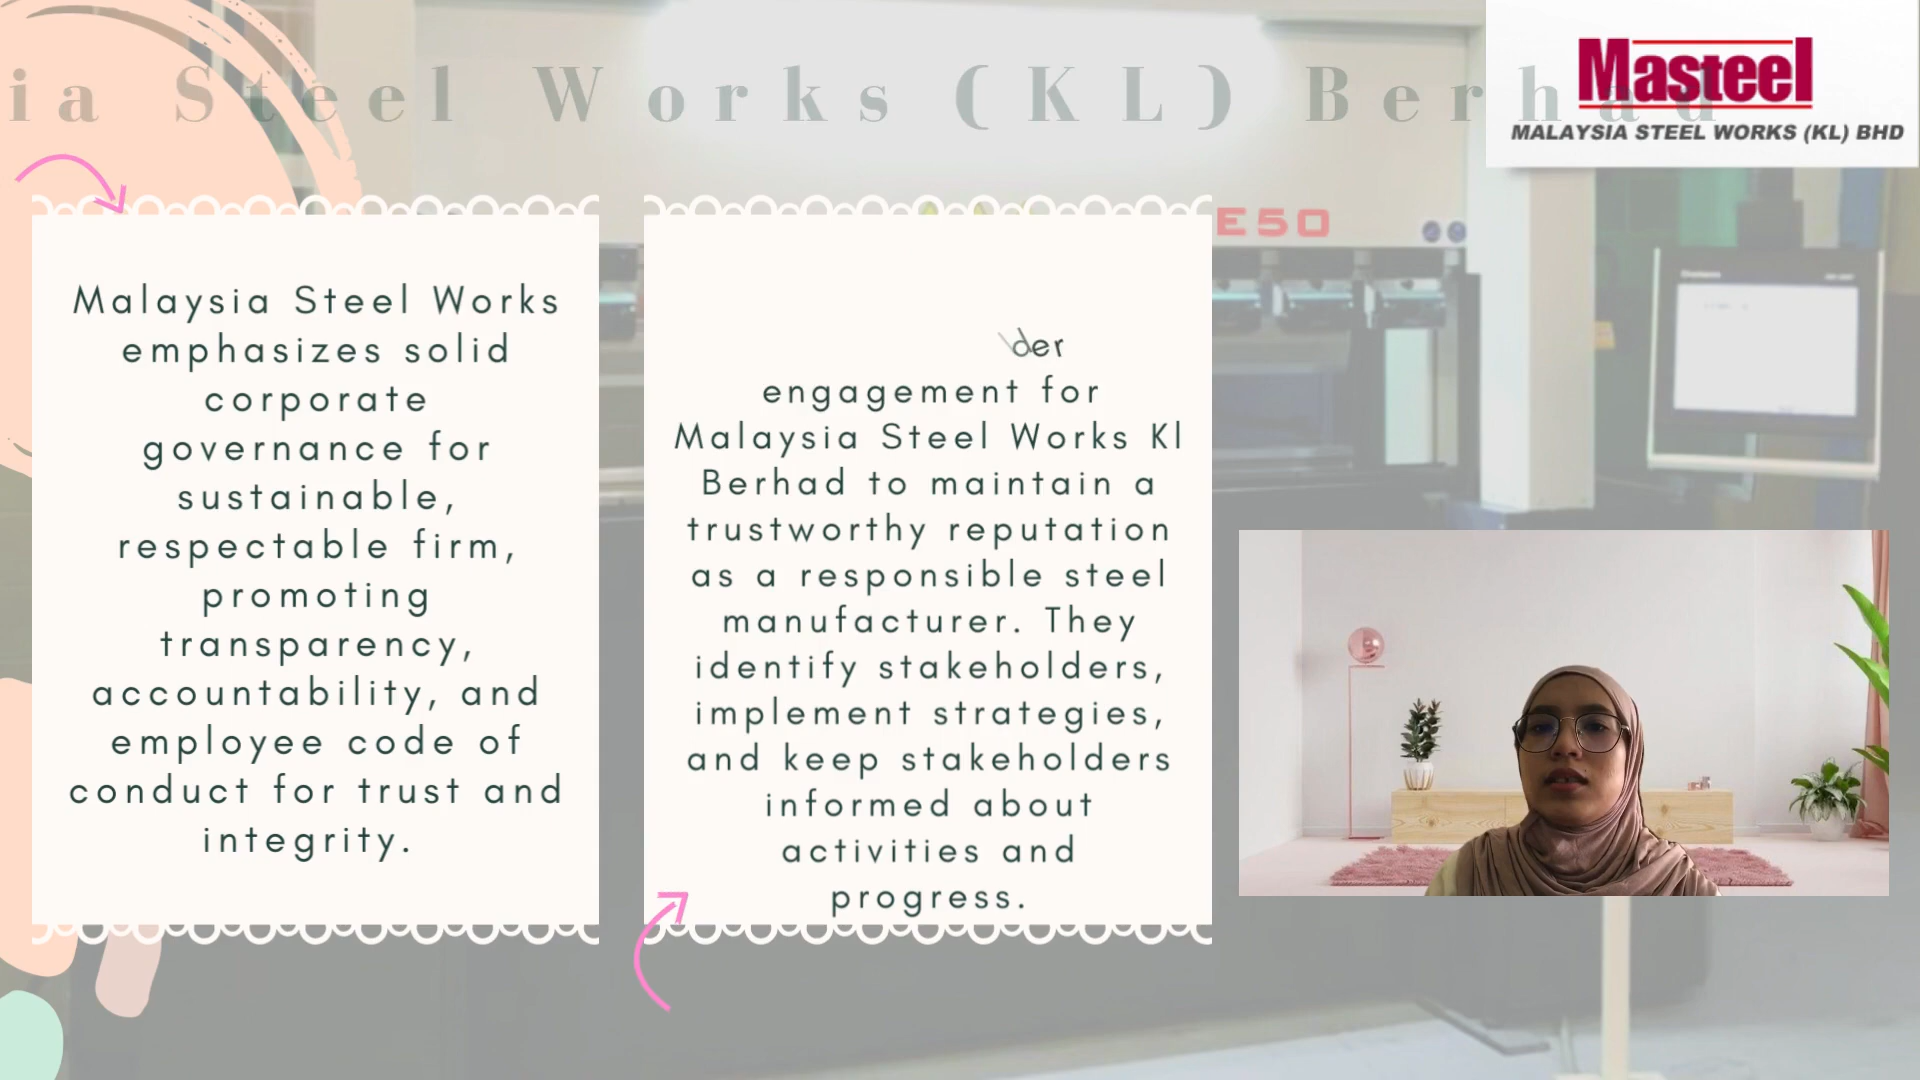 ia Steel Works (KL) Berhad
Masteel
MALAYSIA STEEL WORKS (KL) BHD
E50
Malaysia Steel Works
emphasizes solid
corporate
governance for
sustainable,
respectable firm,
promoting
transparency,
accountability, and
employee code of
conduct for trust and
integrity.
der
engagement for
Malaysia Steel Works Kl
Berhad to maintain a
trustworthy reputation
as a responsible steel
manufacturer. They
identify stakeholders,
implement strategies,
and keep stakeholders
informed about
activities and
progress.